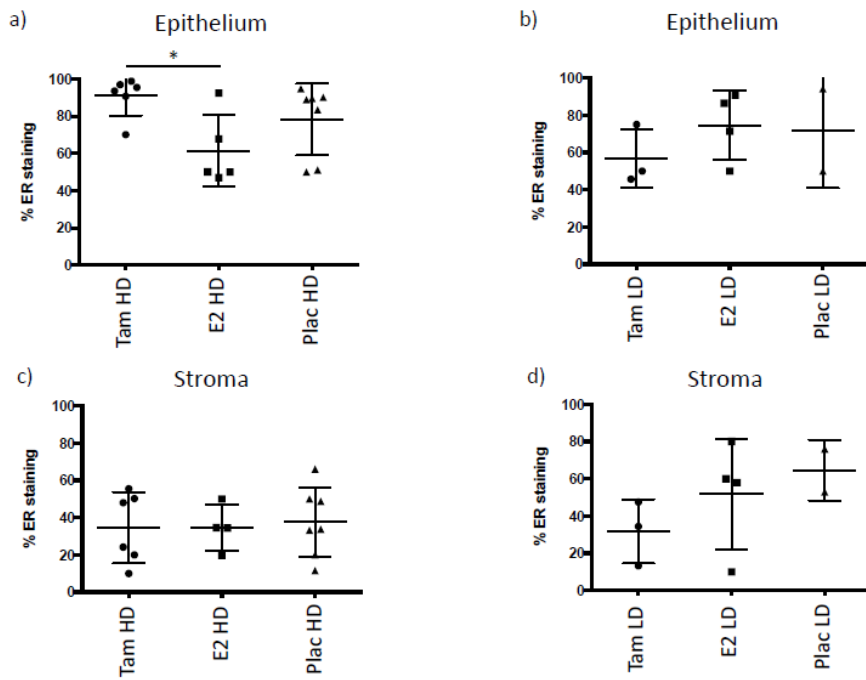 a) Epithelium
*
% ER staining
100
80
60
40
20
0
Tam HD
E2 HD
Plac HD
b) Epithelium
% ER staining
100
80
60
40
20
0
Tam LD
E2 LD
Plac LD
c) Stroma
% ER staining
100
80
60
40
20
0
Tam HD
E2 HD
Plac HD
d) Stroma
% ER staining
100
80
60
40
20
0
Tam LD
E2 LD
Plac LD